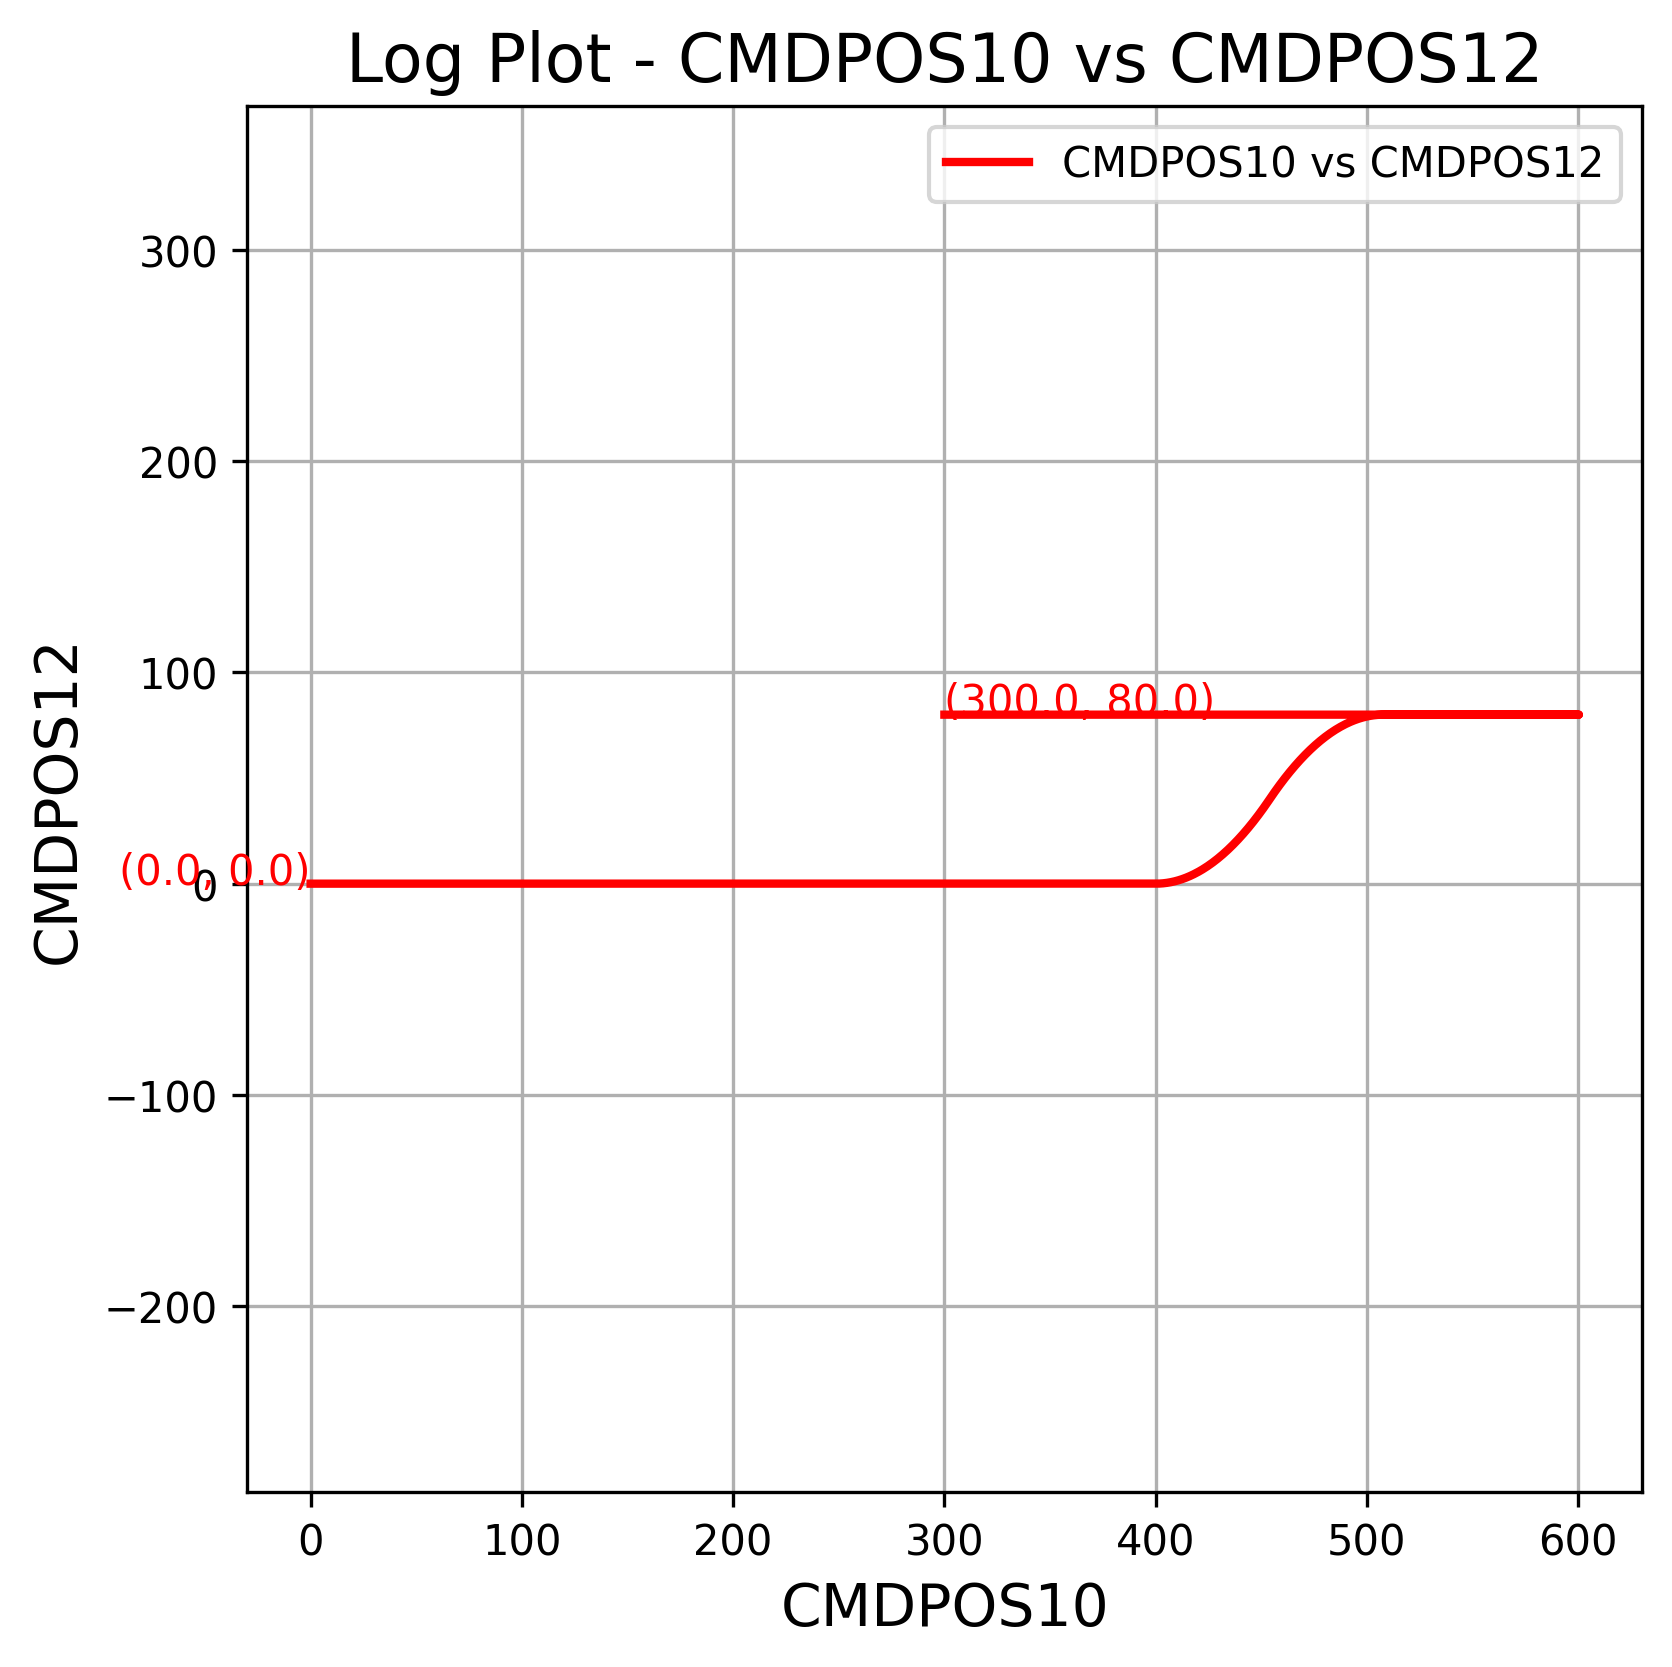 Log Plot - CMDPOS10 vs CMDPOS12
CMDPOS10 vs CMDPOS12
300
200
100
0
−100
−200
(300.0, 80.0)
(0.0, 0.0)
CMDPOS12
0 100 200 300 400 500 600
CMDPOS10